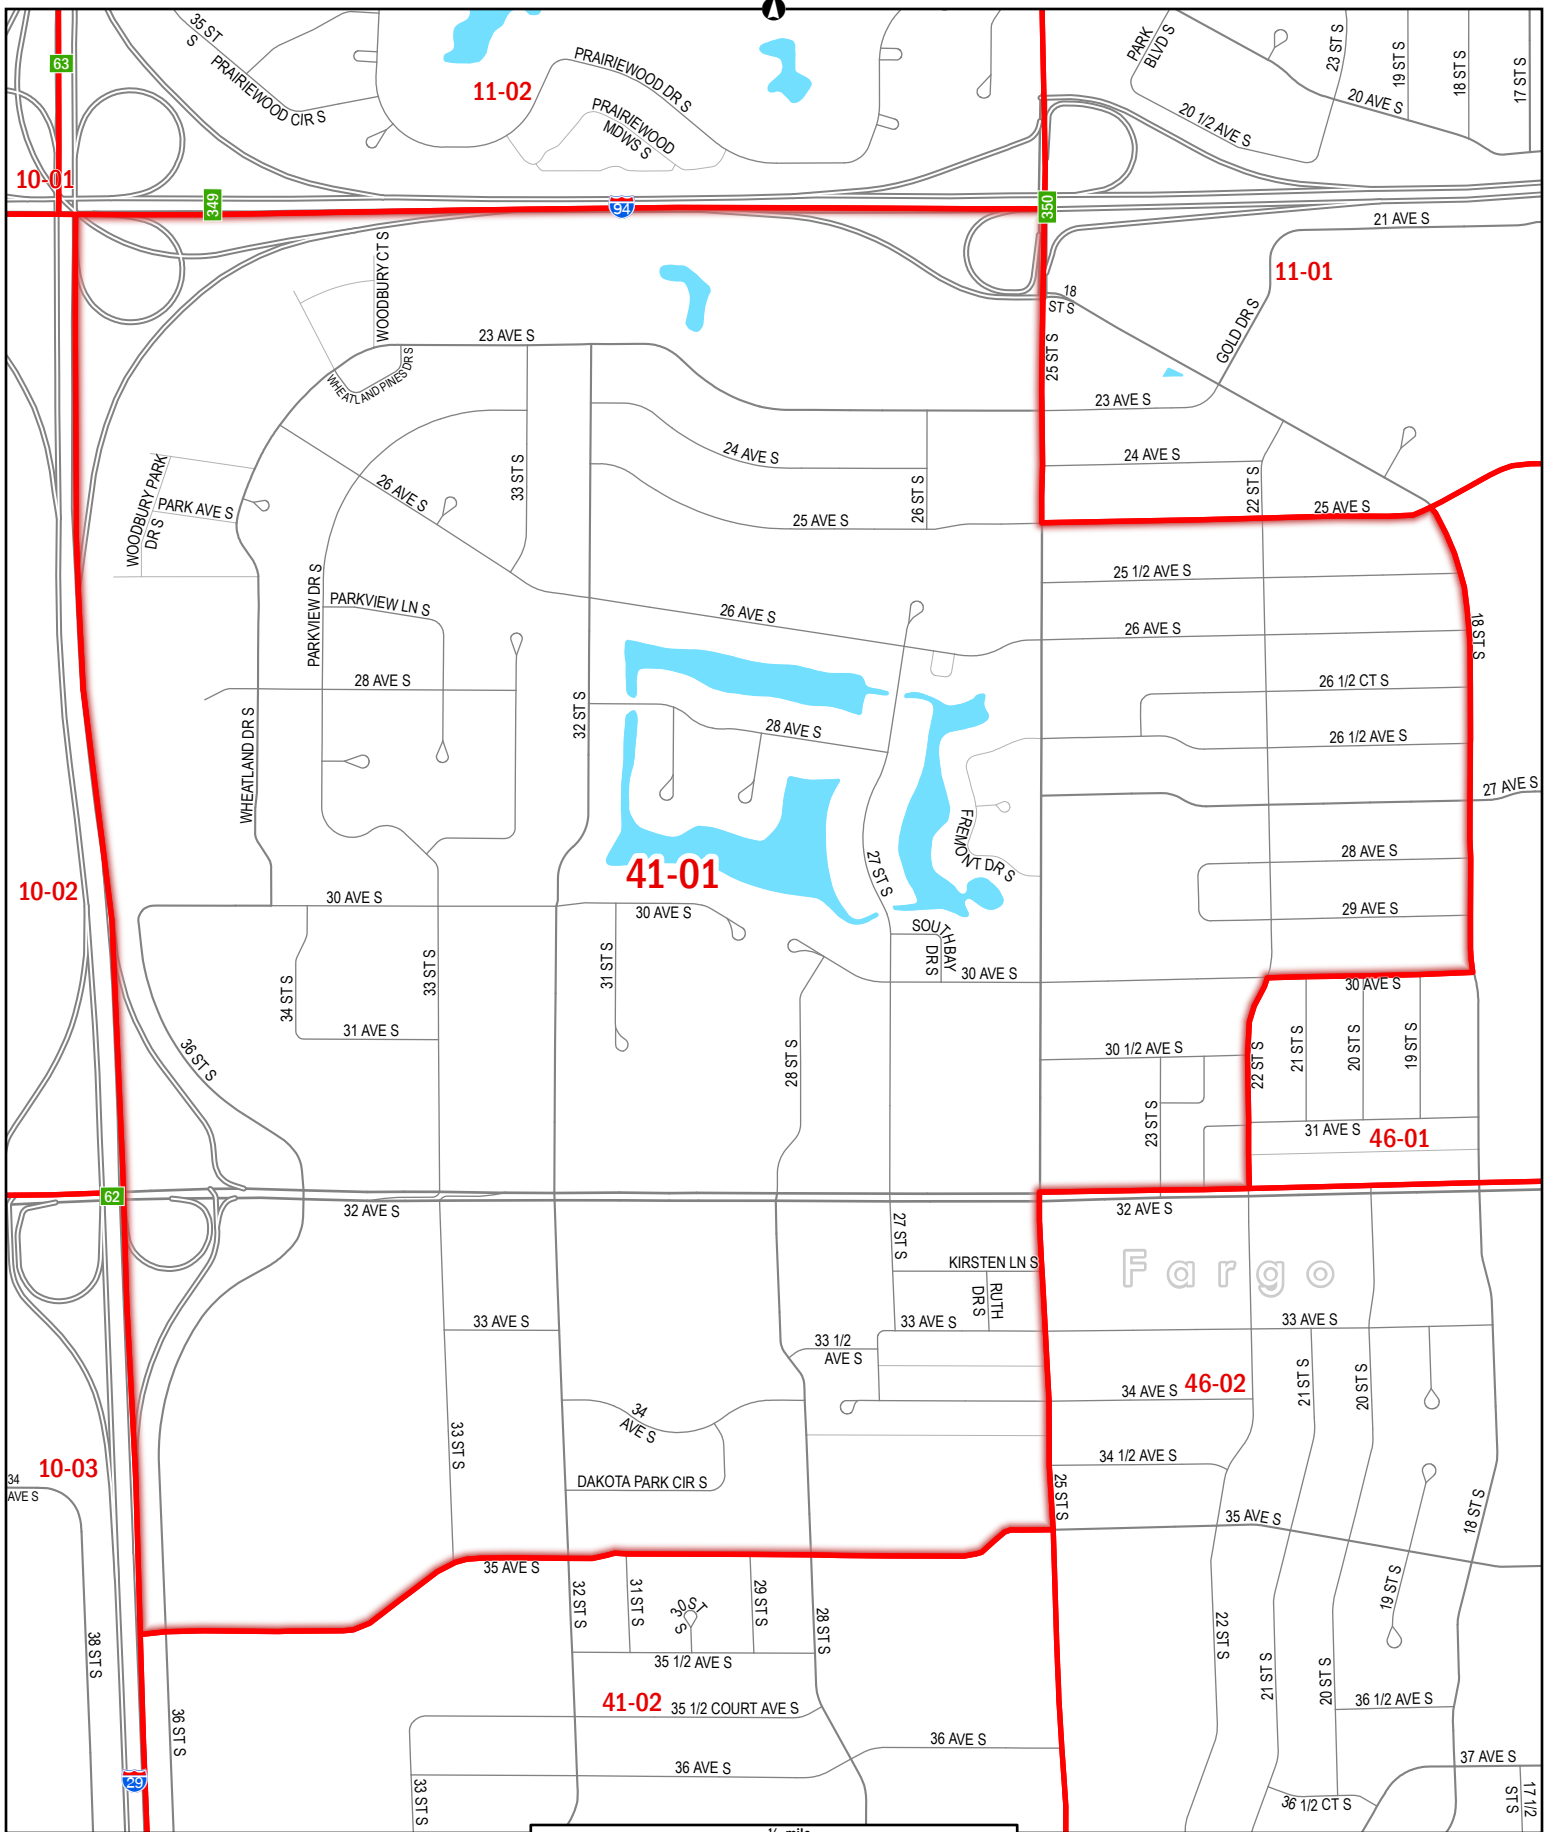 35 ST
S
PRAIRIEWOOD CIR S
63
11-02
PRAIRIEWOOD DR S
PRAIRIEWOOD
MDWS S
PARK
BLVD S
23 ST S
19 ST S
18 ST S
17 ST S
20 AVE S
20 1/2 AVE S
10-01
349
94
350
21 AVE S
11-01
WOODBURY CT S
18
ST S
GOLD DR S
23 AVE S
25 ST S
WHEATLAND PINES DR S
23 AVE S
24 AVE S
24 AVE S
26 AVE S
33 ST S
26 ST S
22 ST S
WOODBURY PARK
DR S
PARK AVE S
25 AVE S
25 AVE S
25 1/2 AVE S
PARKVIEW DR S
PARKVIEW LN S
26 AVE S
26 AVE S
18 ST S
28 AVE S
26 1/2 CT S
WHEATLAND DR S
32 ST S
28 AVE S
26 1/2 AVE S
27 AVE S
FREMONT DR S
27 ST S
28 AVE S
10-02
41-01
30 AVE S
30 AVE S
29 AVE S
SOUTH BAY
DR S
34 ST S
33 ST S
31 ST S
30 AVE S
30 AVE S
31 AVE S
36 ST S
28 ST S
30 1/2 AVE S
22 ST S
21 ST S
20 ST S
19 ST S
23 ST S
31 AVE S
46-01
62
32 AVE S
32 AVE S
27 ST S
KIRSTEN LN S
Fargo
RUTH
DR S
33 AVE S
33 AVE S
33 AVE S
33 1/2
AVE S
34 AVE S
46-02
21 ST S
20 ST S
34
AVE S
33 ST S
10-03
34
AVE S
DAKOTA PARK CIR S
34 1/2 AVE S
25 ST S
18 ST S
35 AVE S
35 AVE S
32 ST S
31 ST S
30 ST
S
29 ST S
28 ST S
19 ST S
38 ST S
35 1/2 AVE S
22 ST S
21 ST S
20 ST S
36 ST S
41-02
35 1/2 COURT AVE S
36 1/2 AVE S
36 AVE S
36 AVE S
29
33 ST S
37 AVE S
36 1/2 CT S
17 1/2
ST S